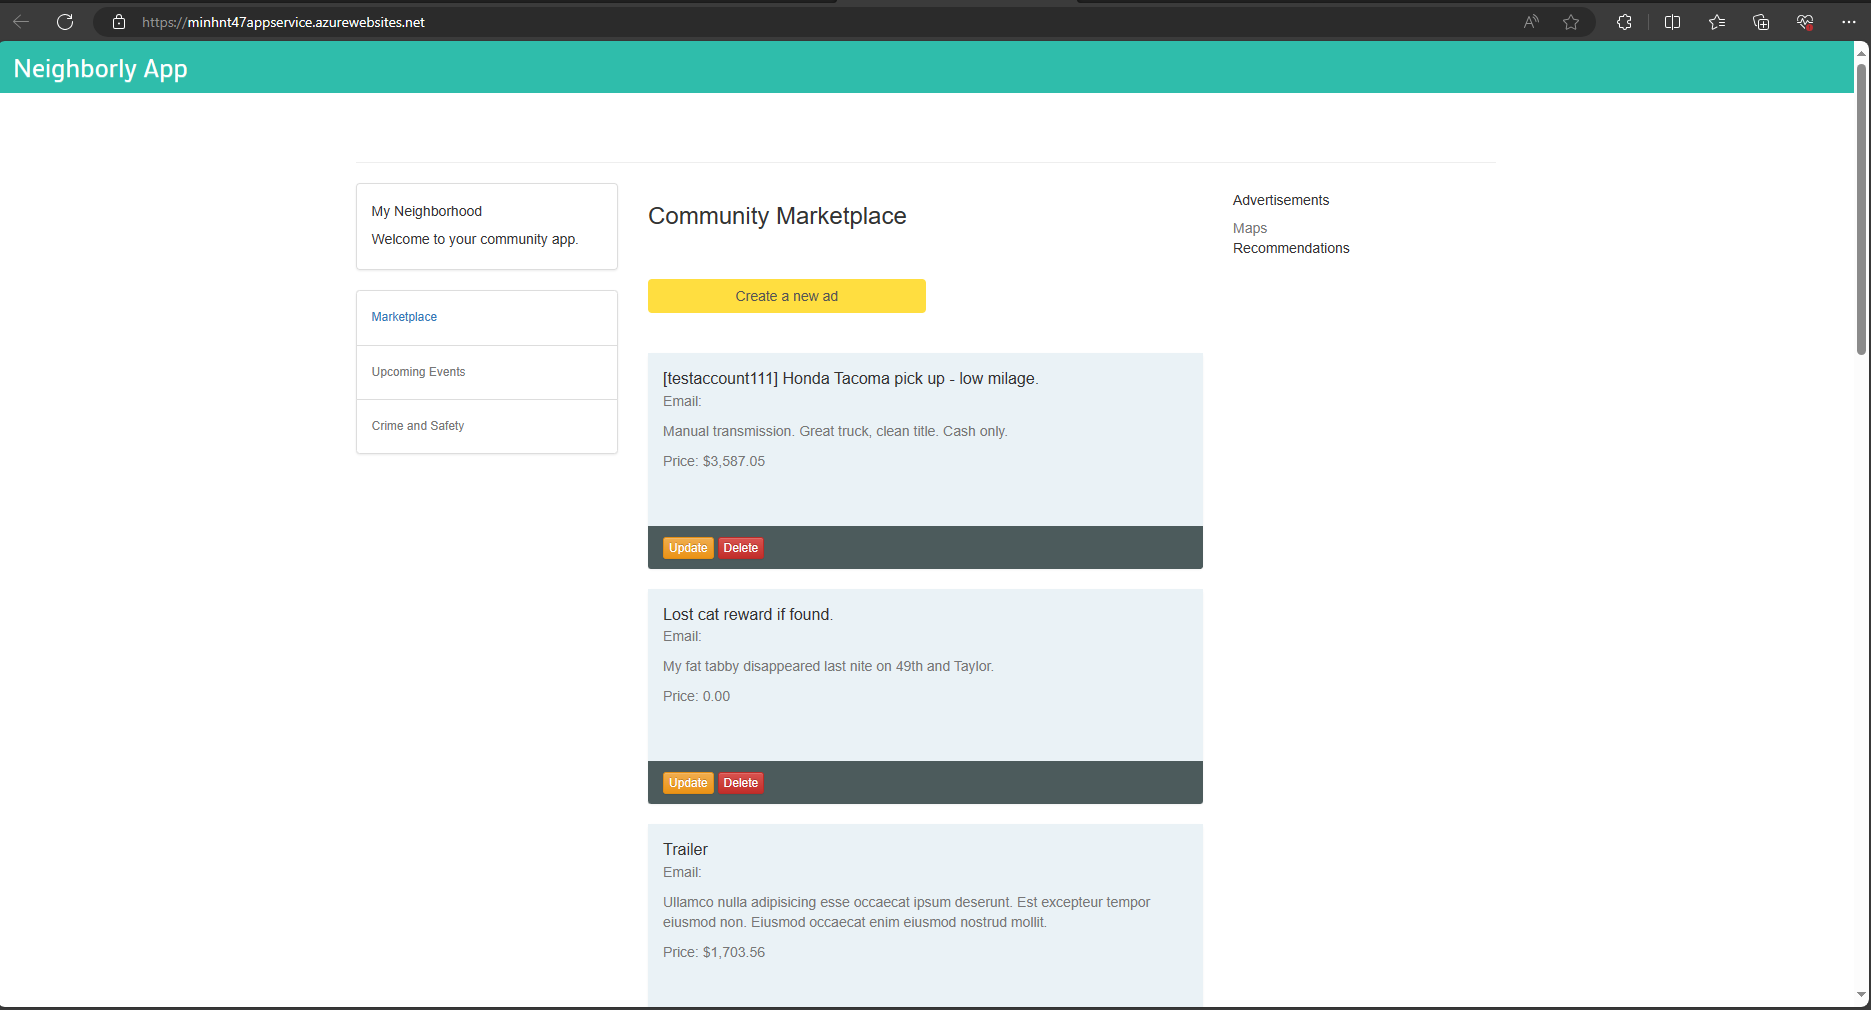 https://minhnt47appservice.azurewebsites.net
Neighborly App
My Neighborhood
Welcome to your community app.
Marketplace
Upcoming Events
Crime and Safety
Community Marketplace
Create a new ad
[testaccount111] Honda Tacoma pick up - low milage.
Email:
Manual transmission. Great truck, clean title. Cash only.
Price: $3,587.05
Update Delete
Lost cat reward if found.
Email:
My fat tabby disappeared last nite on 49th and Taylor.
Price: 0.00
Update Delete
Trailer
Email:
Ullamco nulla adipisicing esse occaecat ipsum deserunt. Est excepteur tempor
eiusmod non. Eiusmod occaecat enim eiusmod nostrud mollit.
Price: $1,703.56
Advertisements
Maps
Recommendations